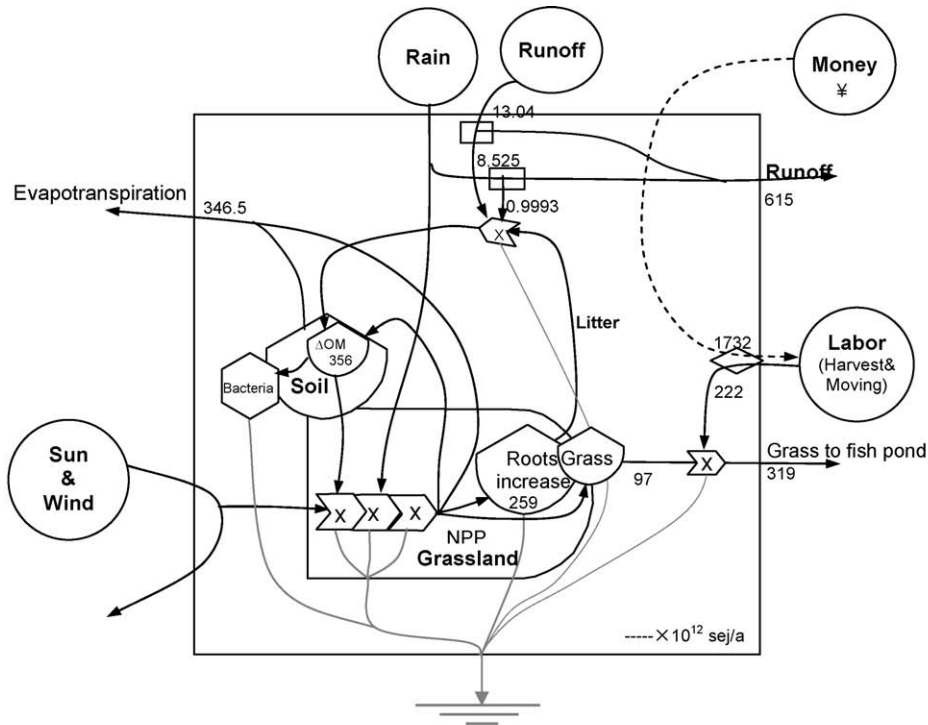 Rain
Runoff
Money
¥
13.04
8.525
Runoff
615
Evapotranspiration
346.5
0.9993
X
Litter
ΔOM
356
Bacteria
Soil
1732
Labor
(Harvest&
Moving)
222
Sun
&
Wind
Roots
increase
259
Grass
97
X
Grass to fish pond
319
X
X
X
NPP
Grassland
-----×10¹² sej/a